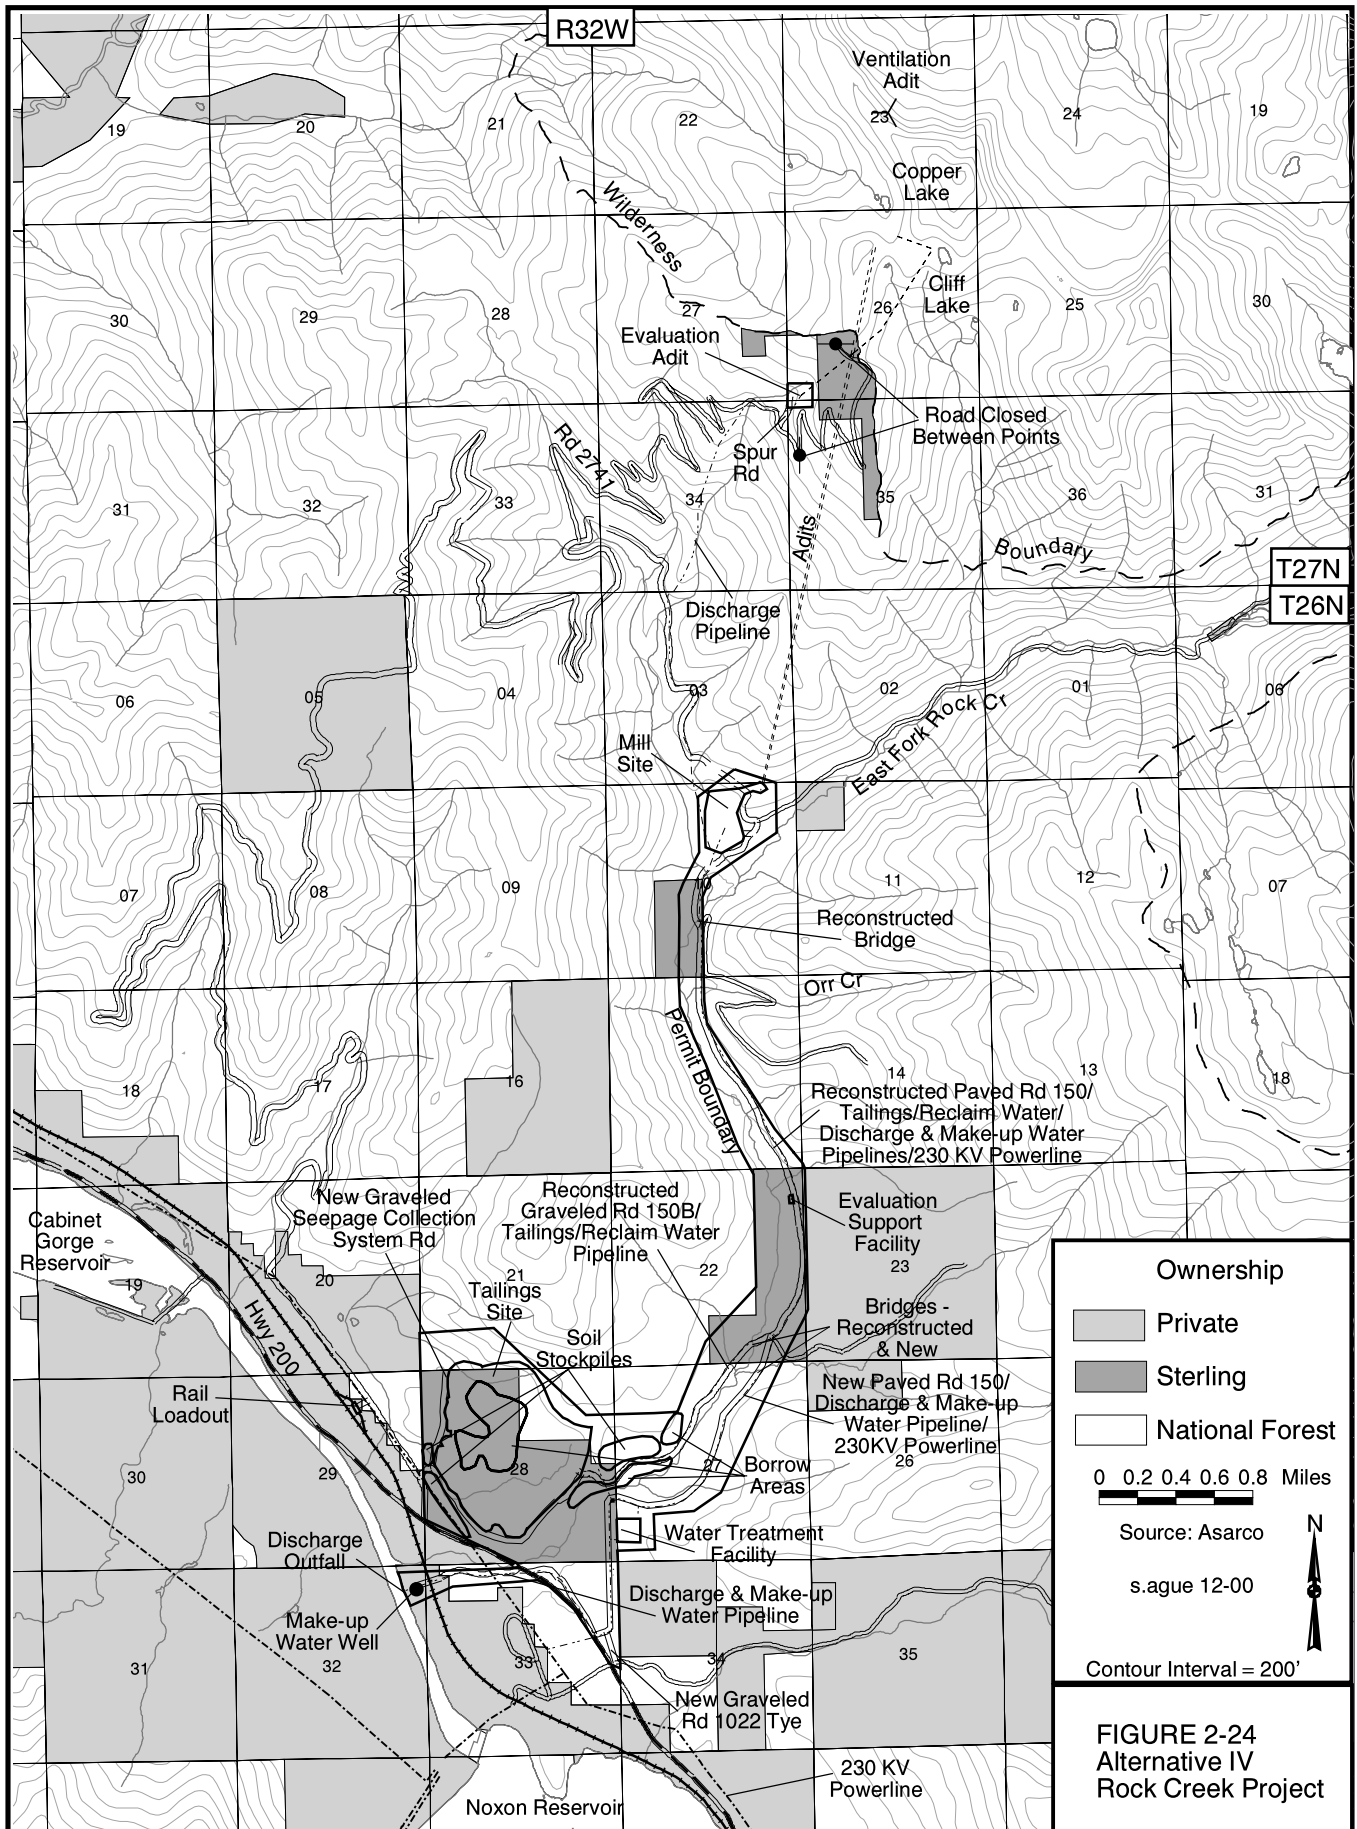 R32W
Ventilation
Adit
19
20
21
22
23
24
19
Copper
Lake
Wilderness
Cliff
Lake
30
29
28
27
26
25
30
Evaluation
Adit
Road Closed
Between Points
Rd 2741
Spur
Rd
31
32
33
34
35
36
31
Adits
Boundary
T27N
T26N
Discharge
Pipeline
06
05
04
03
02
01
06
East Fork Rock Cr
Mill
Site
07
08
09
10
11
12
07
Reconstructed
Bridge
Orr Cr
Permit Boundary
18
17
16
14
13
18
Reconstructed Paved Rd 150/
Tailings/Reclaim Water/
Discharge & Make-up Water
Pipelines/230 KV Powerline
New Graveled
Seepage Collection
System Rd
Reconstructed
Graveled Rd 150B/
Tailings/Reclaim Water
Pipeline
Evaluation
Support
Facility
Cabinet
Gorge
Reservoir
19
20
21
22
23
Tailings
Site
Hwy 200
Soil
Stockpiles
Bridges -
Reconstructed
& New
Rail
Loadout
New Paved Rd 150/
Discharge & Make-up
Water Pipeline/
230KV Powerline
30
29
28
27
26
Borrow
Areas
Discharge
Outfall
Water Treatment
Facility
Make-up
Water Well
Discharge & Make-up
Water Pipeline
31
32
33
34
35
New Graveled
Rd 1022 Tye
230 KV
Powerline
Noxon Reservoir
Ownership
Private
Sterling
National Forest
0 0.2 0.4 0.6 0.8 Miles
Source: Asarco
N
s.ague 12-00
Contour Interval = 200'
FIGURE 2-24
Alternative IV
Rock Creek Project